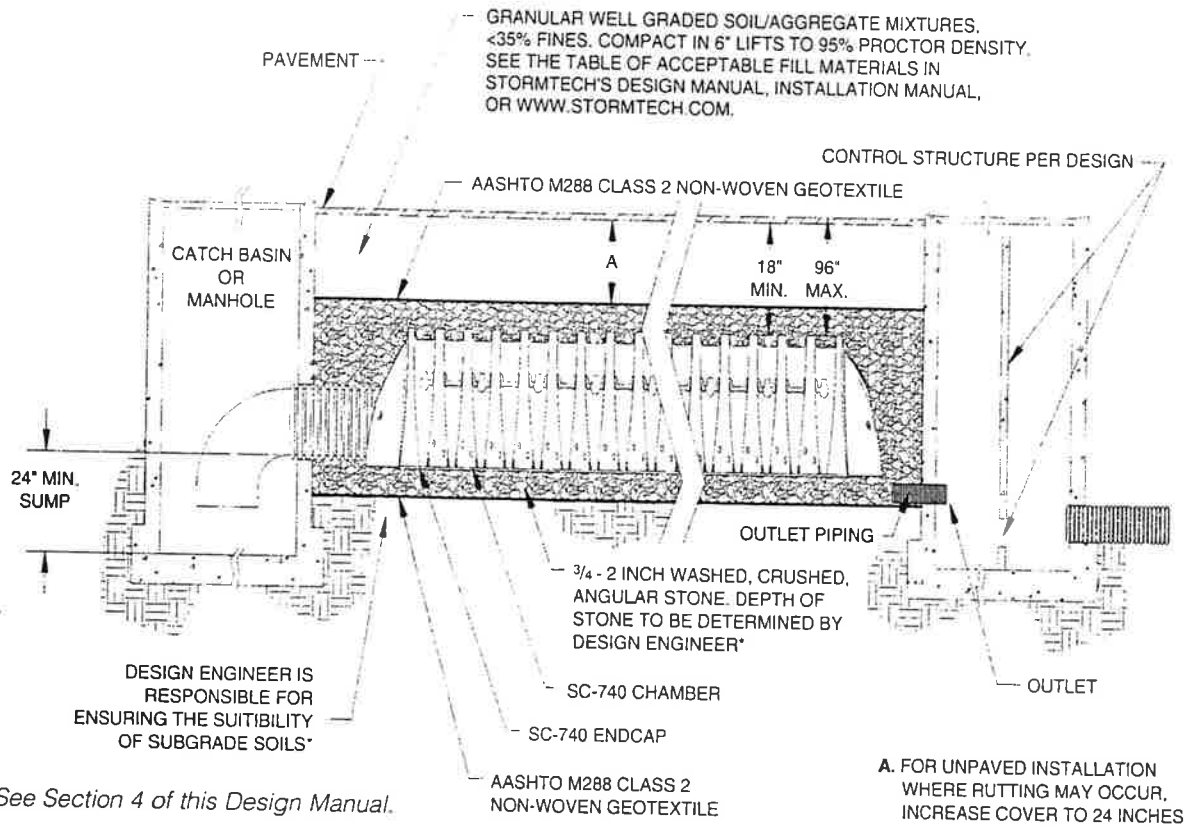 GRANULAR WELL GRADED SOIL/AGGREGATE MIXTURES,
<35% FINES. COMPACT IN 6" LIFTS TO 95% PROCTOR DENSITY.
SEE THE TABLE OF ACCEPTABLE FILL MATERIALS IN
STORMTECH'S DESIGN MANUAL, INSTALLATION MANUAL,
OR WWW.STORMTECH.COM.
PAVEMENT
CONTROL STRUCTURE PER DESIGN
AASHTO M288 CLASS 2 NON-WOVEN GEOTEXTILE
CATCH BASIN
OR
MANHOLE
A
18"
MIN.
96"
MAX.
24" MIN.
SUMP
OUTLET PIPING
3/4 - 2 INCH WASHED, CRUSHED,
ANGULAR STONE. DEPTH OF
STONE TO BE DETERMINED BY
DESIGN ENGINEER*
DESIGN ENGINEER IS
RESPONSIBLE FOR
ENSURING THE SUITIBILITY
OF SUBGRADE SOILS*
SC-740 CHAMBER
OUTLET
SC-740 ENDCAP
AASHTO M288 CLASS 2
NON-WOVEN GEOTEXTILE
A. FOR UNPAVED INSTALLATION
WHERE RUTTING MAY OCCUR,
INCREASE COVER TO 24 INCHES
See Section 4 of this Design Manual.